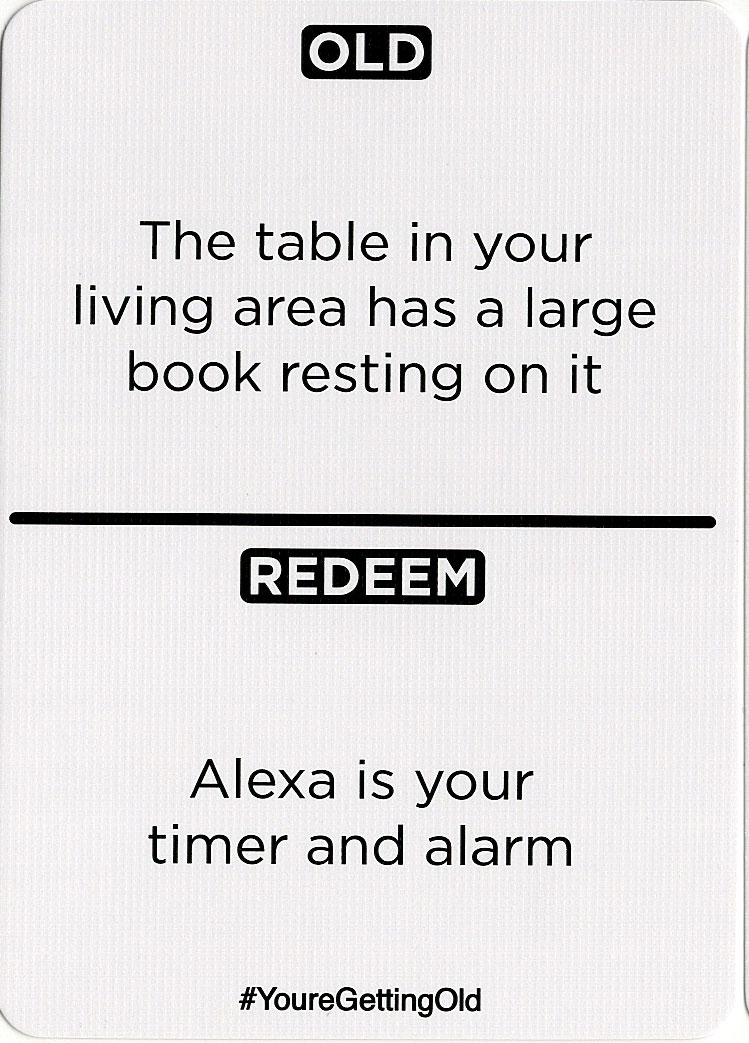 OLD
The table in your
living area has a large
book resting on it
REDEEM
Alexa is your
timer and alarm
#YoureGettingOld